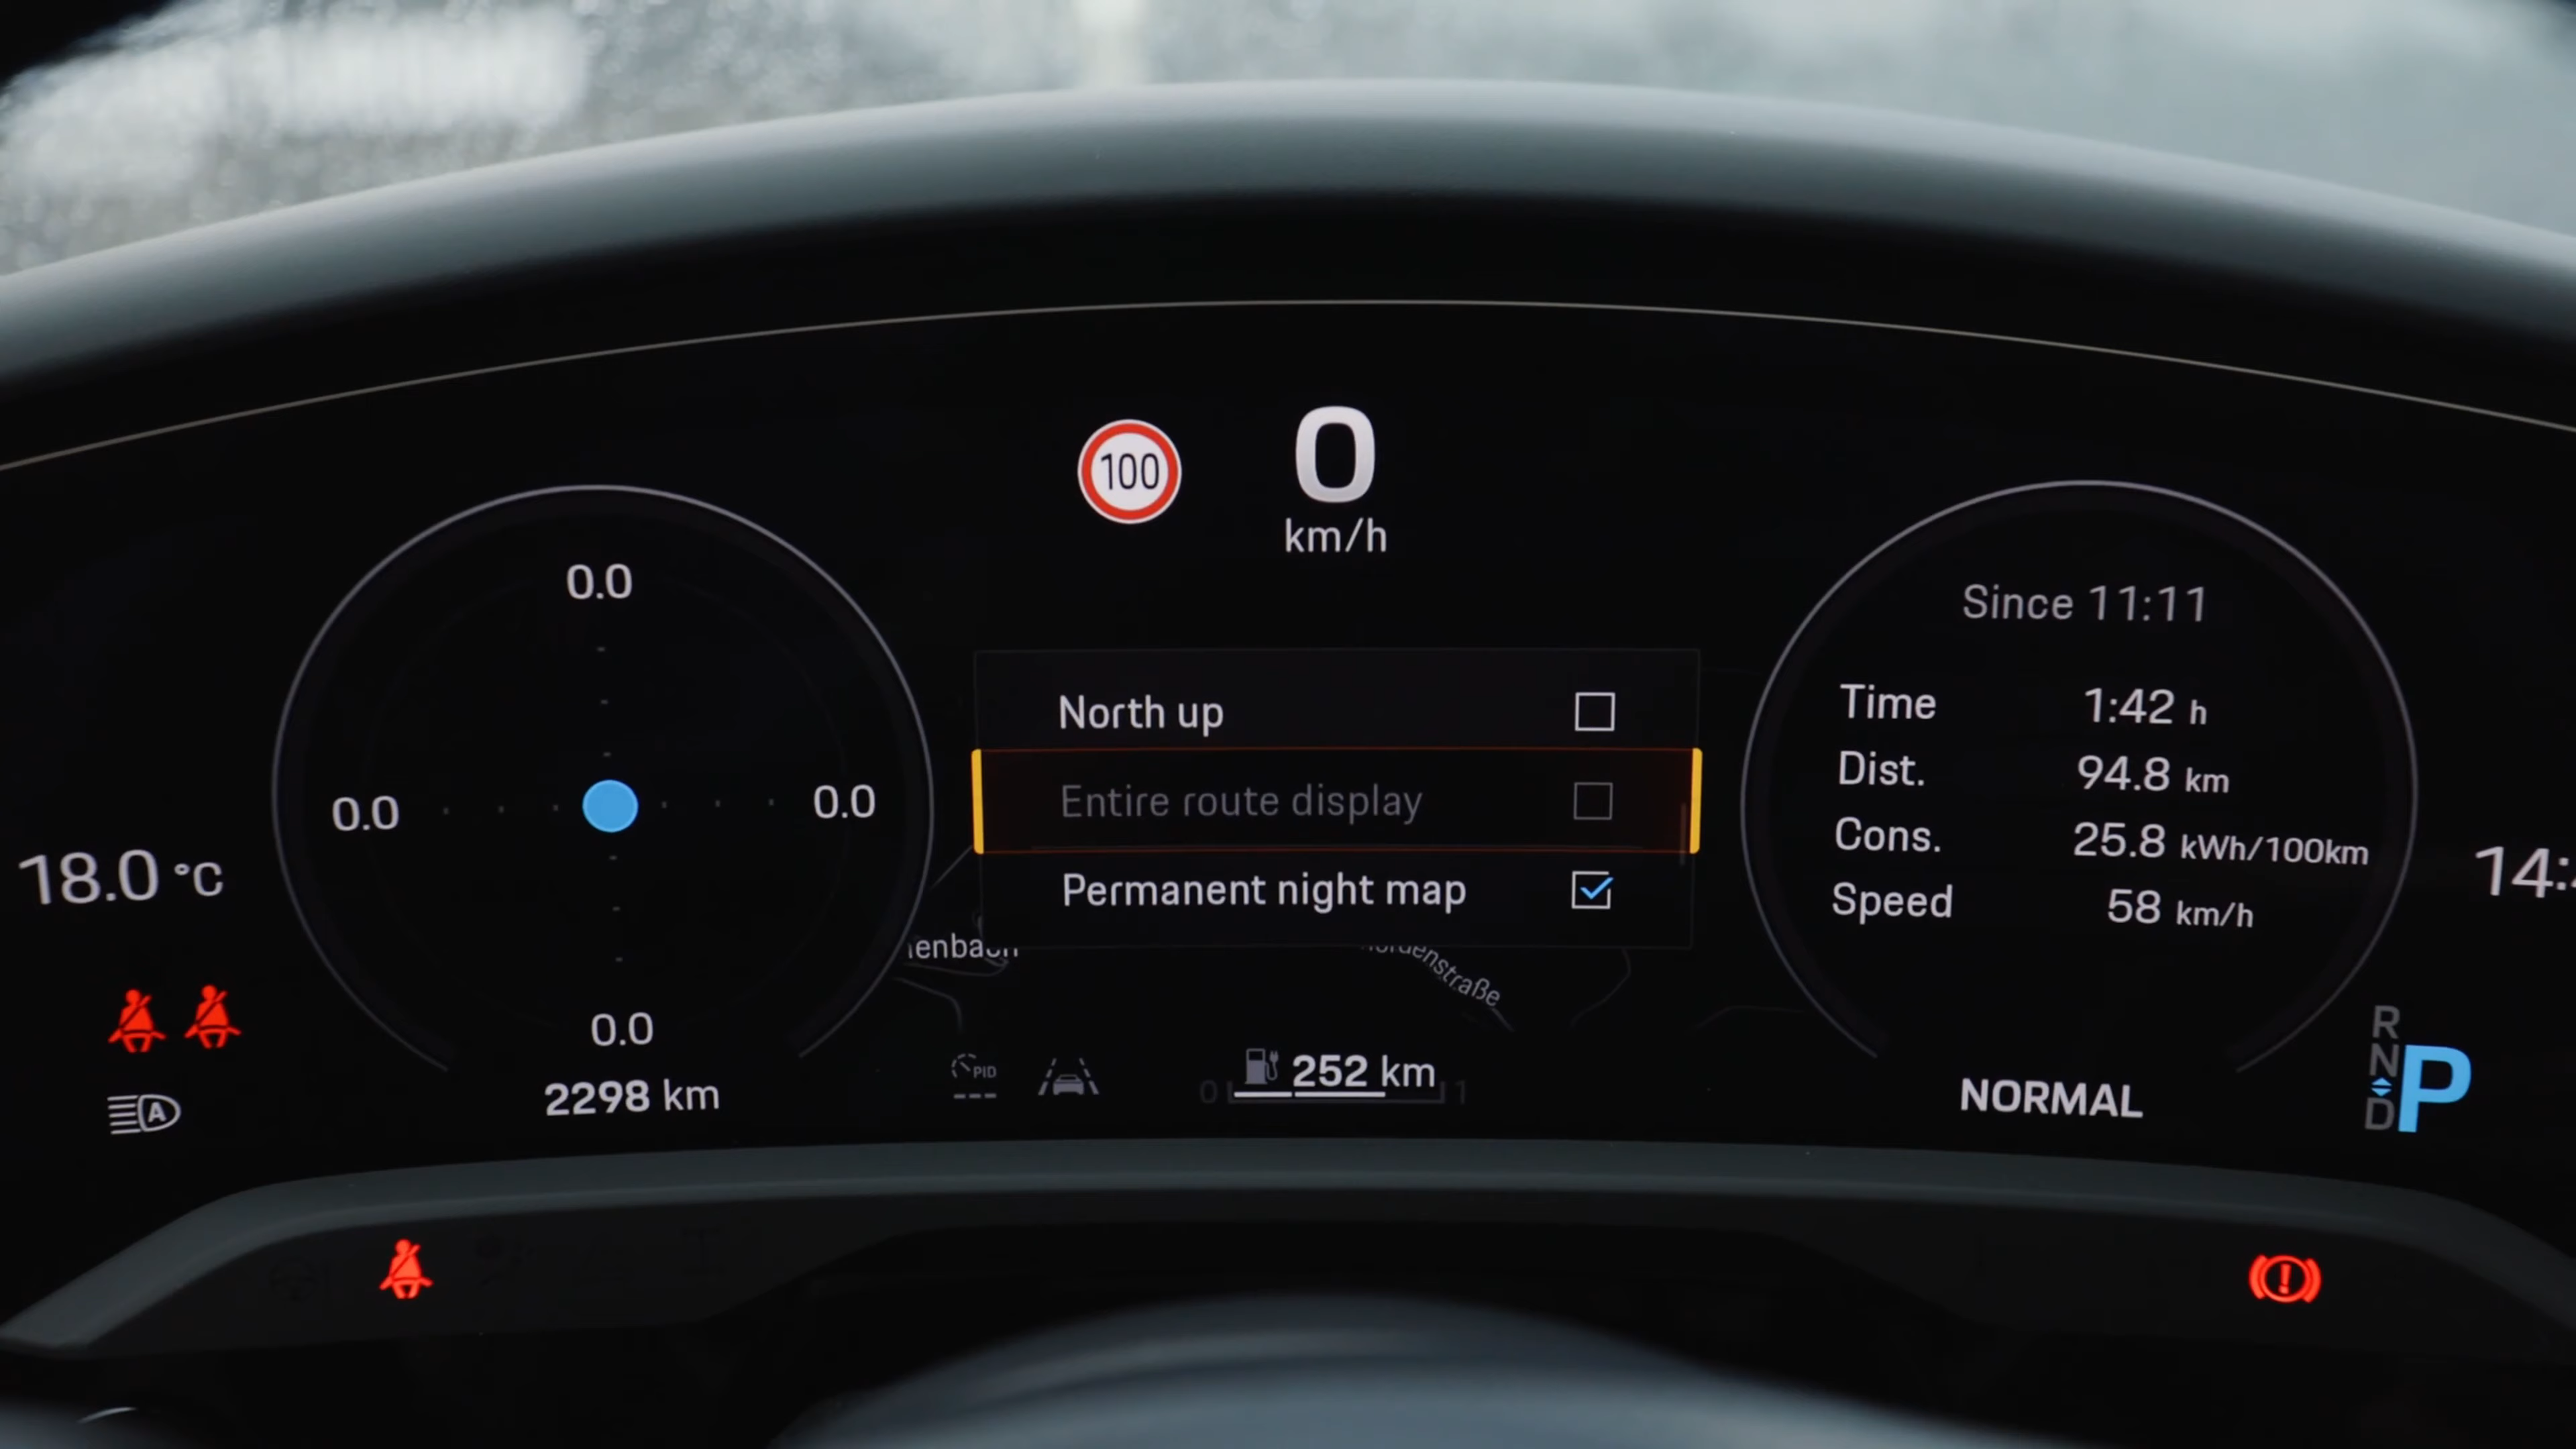 100
0
km/h
0.0
0.0
0.0
0.0
2298 km
18.0 °C
A
North up
Entire route display
Permanent night map
PID
0
252 km
1
Since 11:11
Time 1:42 h
Dist. 94.8 km
Cons. 25.8 kWh/100km
Speed 58 km/h
NORMAL
R
N
D
P